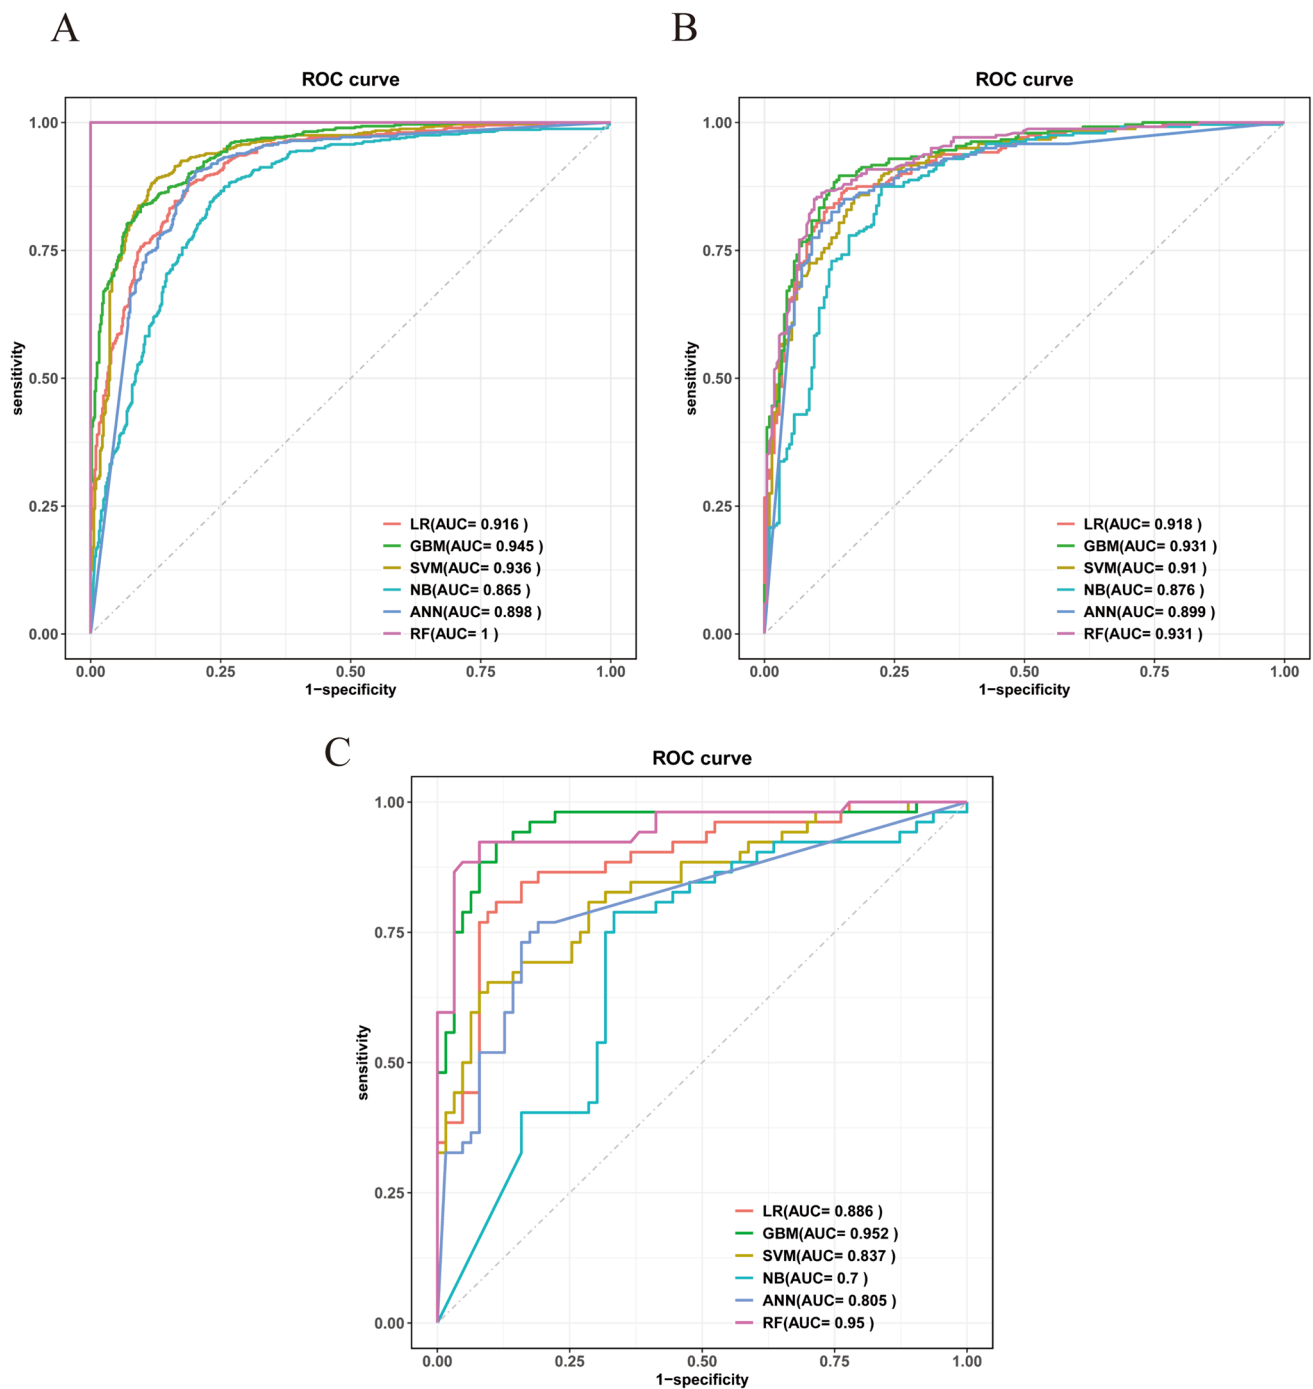 A
ROC curve
1.00
0.75
0.50
0.25
0.00
sensitivity
LR(AUC= 0.916 )
GBM(AUC= 0.945 )
SVM(AUC= 0.936 )
NB(AUC= 0.865 )
ANN(AUC= 0.898 )
RF(AUC= 1 )
0.00 0.25 0.50 0.75 1.00
1−specificity
B
ROC curve
1.00
0.75
0.50
0.25
0.00
sensitivity
LR(AUC= 0.918 )
GBM(AUC= 0.931 )
SVM(AUC= 0.91 )
NB(AUC= 0.876 )
ANN(AUC= 0.899 )
RF(AUC= 0.931 )
0.00 0.25 0.50 0.75 1.00
1−specificity
C
ROC curve
1.00
0.75
0.50
0.25
0.00
sensitivity
LR(AUC= 0.886 )
GBM(AUC= 0.952 )
SVM(AUC= 0.837 )
NB(AUC= 0.7 )
ANN(AUC= 0.805 )
RF(AUC= 0.95 )
0.00 0.25 0.50 0.75 1.00
1−specificity